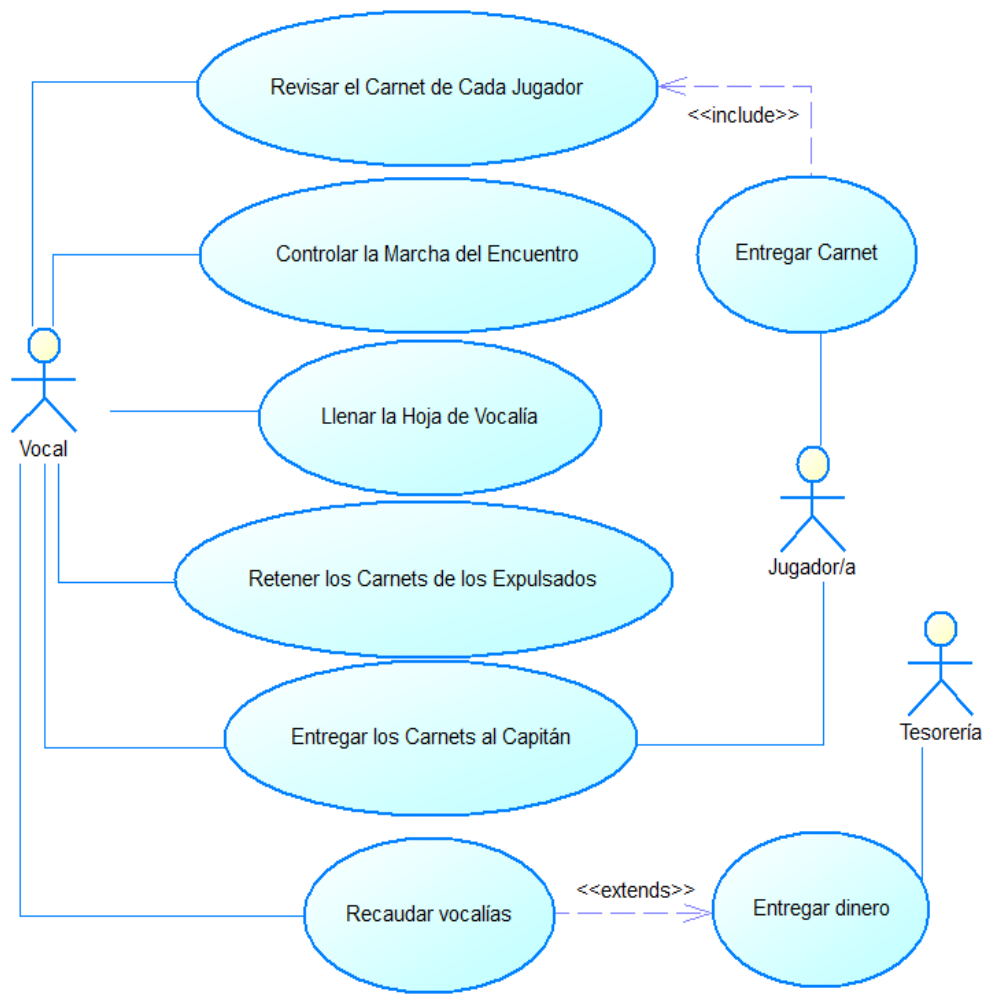 Revisar el Carnet de Cada Jugador
<<include>>
Controlar la Marcha del Encuentro
Entregar Carnet
Llenar la Hoja de Vocalía
Vocal
Retener los Carnets de los Expulsados
Jugador/a
Entregar los Carnets al Capitán
Tesorería
<<extends>>
Recaudar vocalías
Entregar dinero